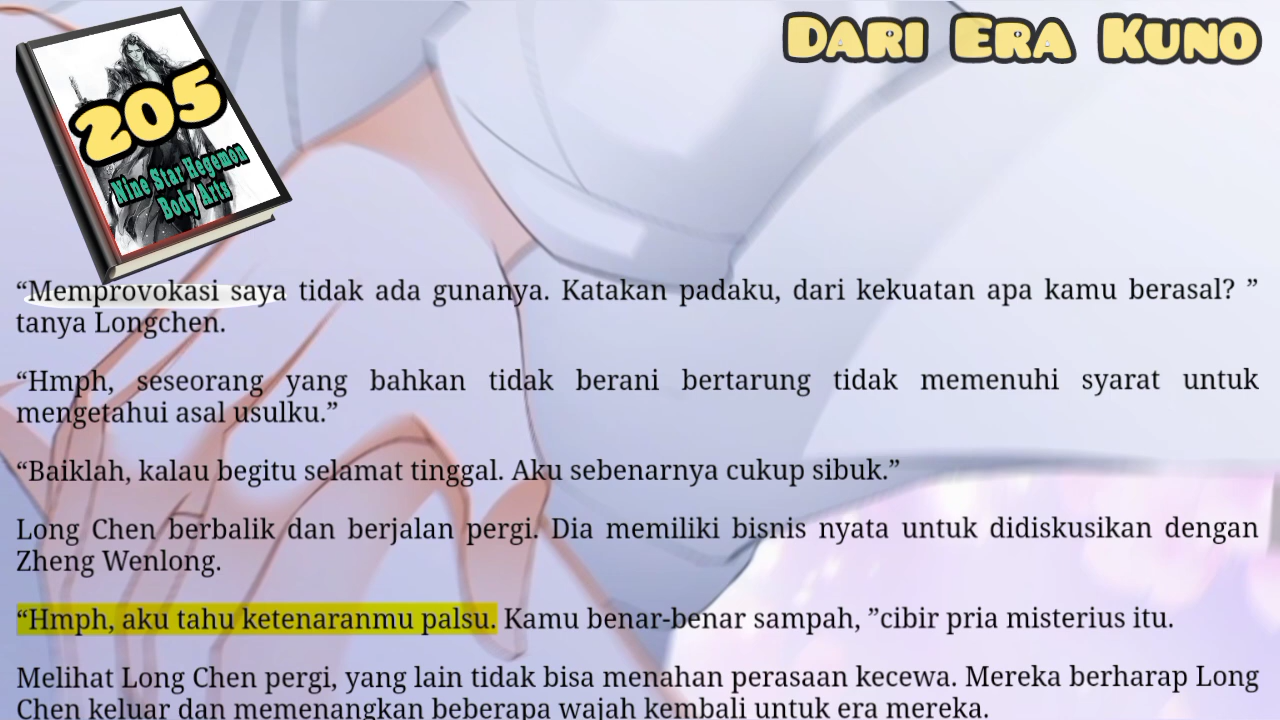 Dari Era Kuno
205
Nine Star Hegemon
Body Arts
“Memprovokasi saya tidak ada gunanya. Katakan padaku, dari kekuatan apa kamu berasal? ”
tanya Longchen.
“Hmph, seseorang yang bahkan tidak berani bertarung tidak memenuhi syarat untuk
mengetahui asal usulku.”
“Baiklah, kalau begitu selamat tinggal. Aku sebenarnya cukup sibuk.”
Long Chen berbalik dan berjalan pergi. Dia memiliki bisnis nyata untuk didiskusikan dengan
Zheng Wenlong.
“Hmph, aku tahu ketenaranmu palsu. Kamu benar-benar sampah, ”cibir pria misterius itu.
Melihat Long Chen pergi, yang lain tidak bisa menahan perasaan kecewa. Mereka berharap Long
Chen keluar dan memenangkan beberapa wajah kembali untuk era mereka.